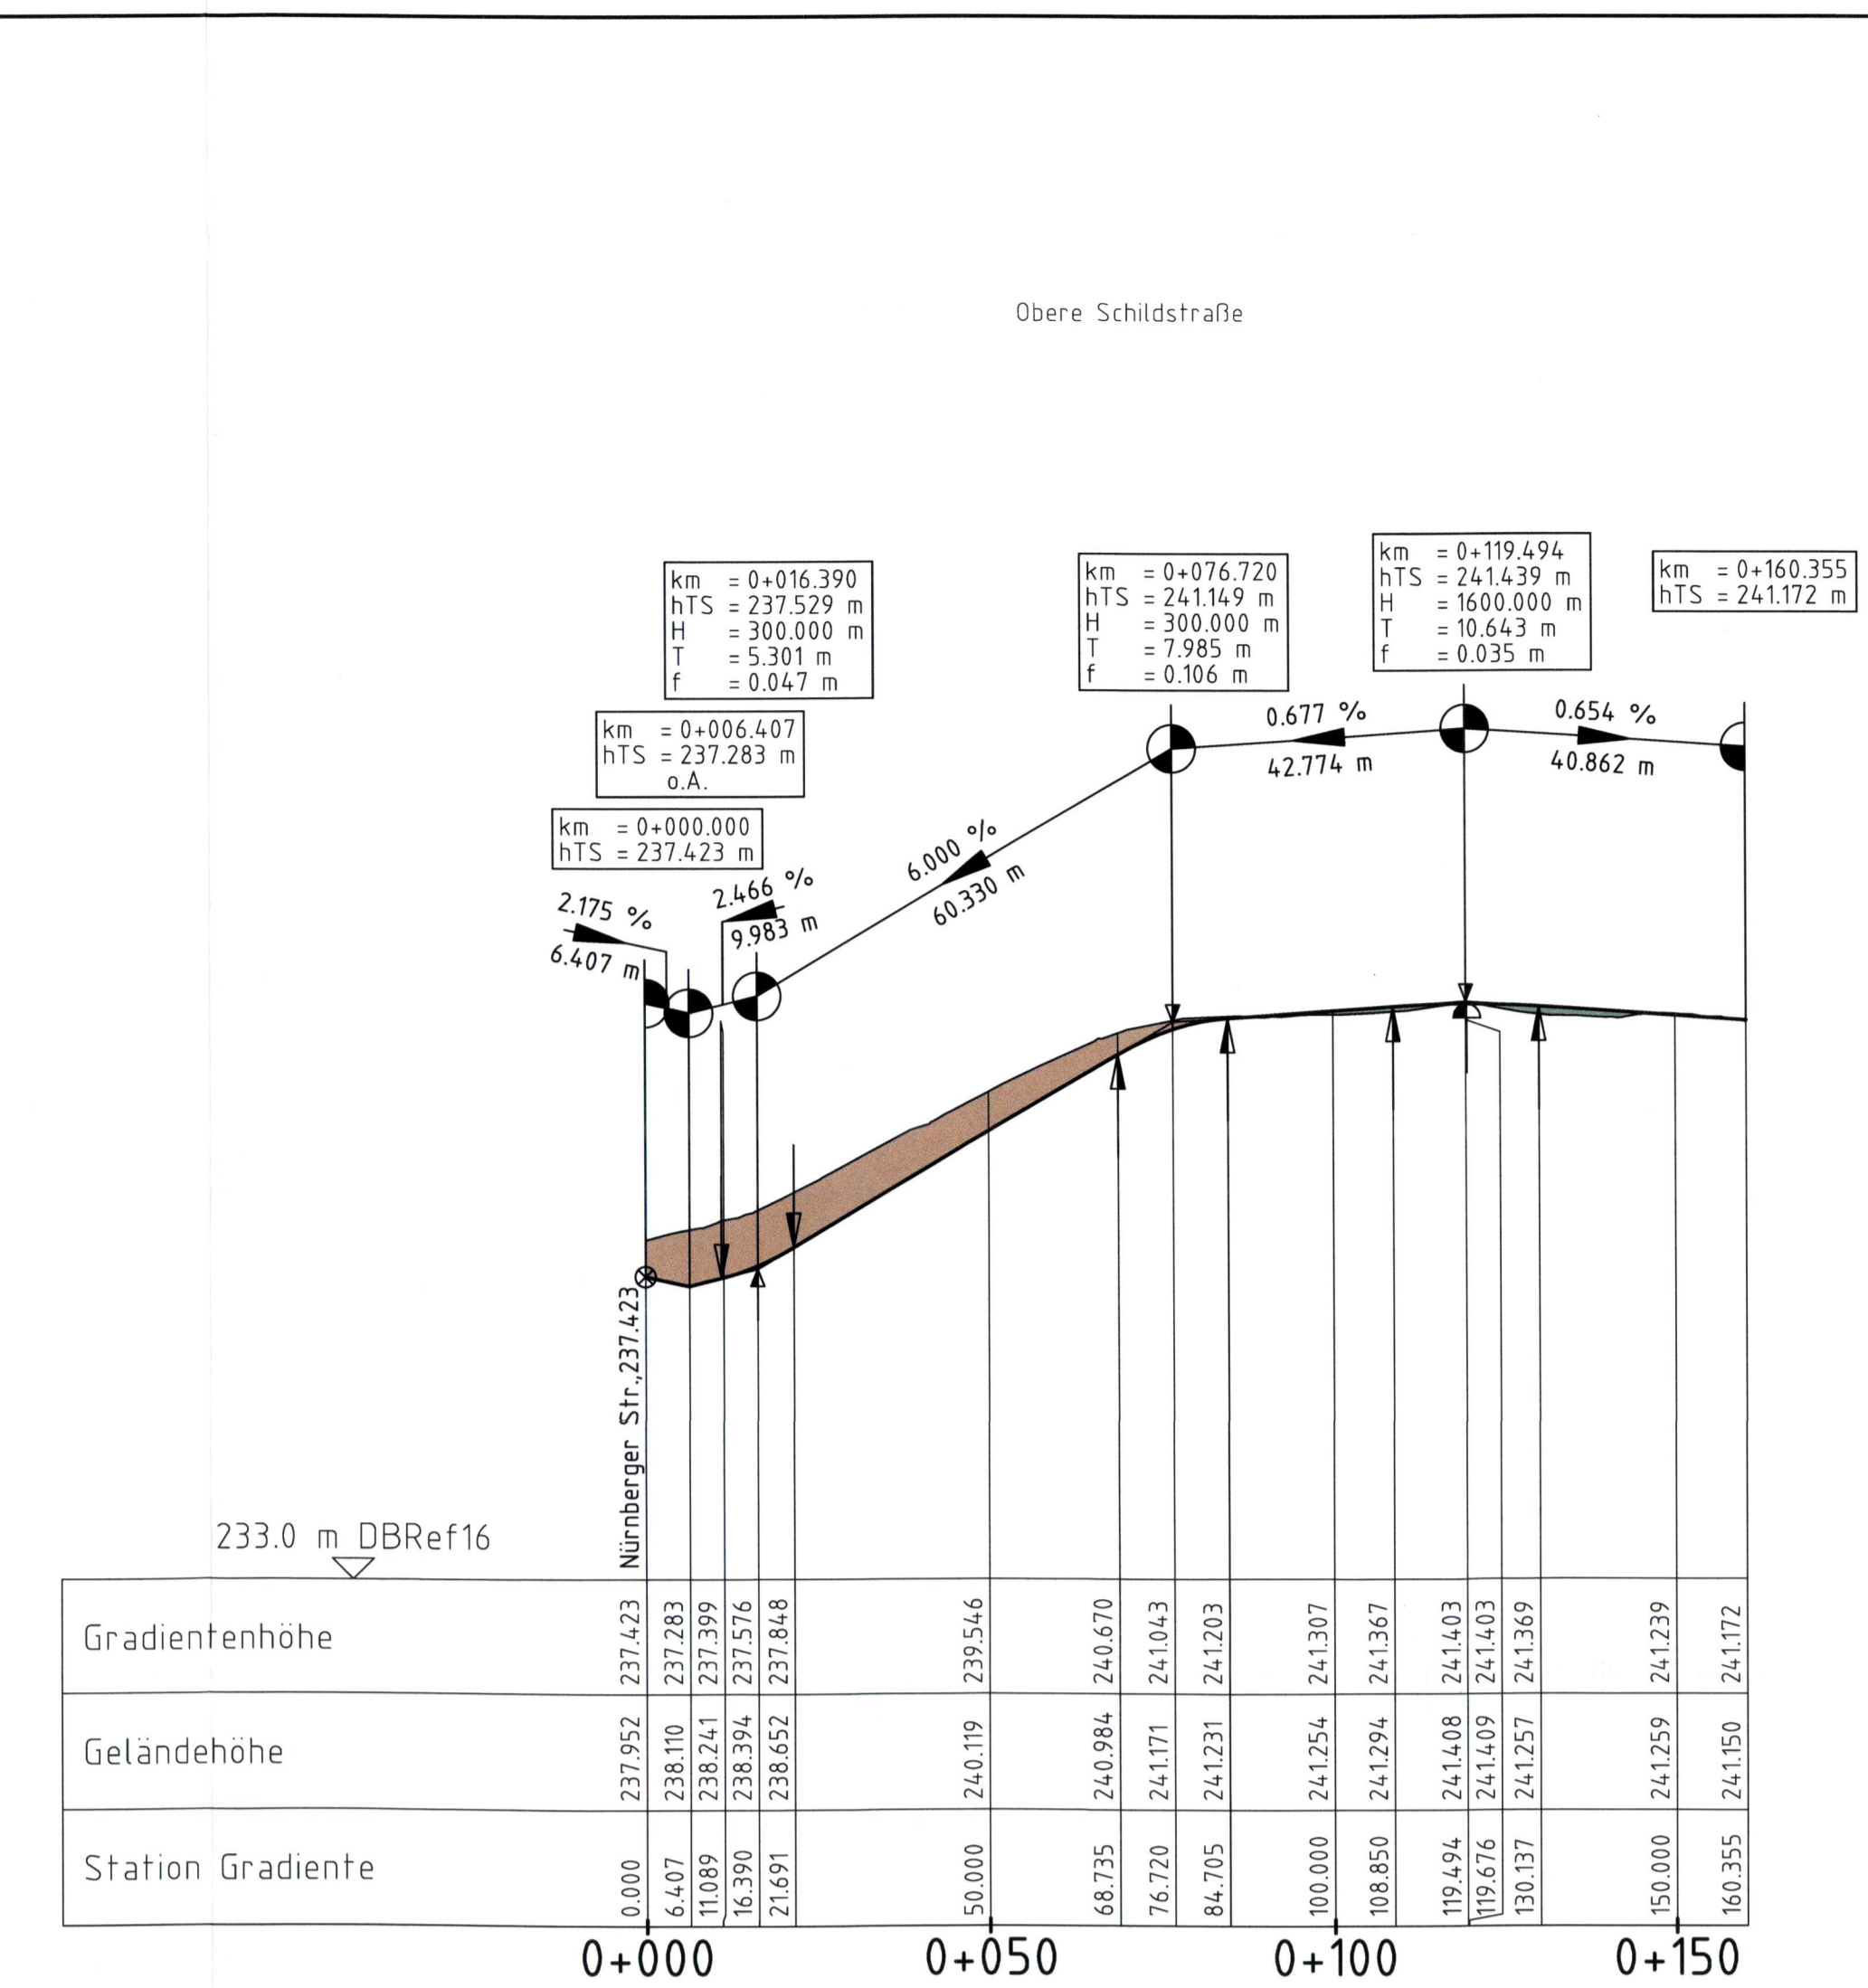 Obere Schildstraße
km = 0+016.390
hTS = 237.529 m
H = 300.000 m
T = 5.301 m
f = 0.047 m
km = 0+006.407
hTS = 237.283 m
o.A.
km = 0+000.000
hTS = 237.423 m
km = 0+076.720
hTS = 241.149 m
H = 300.000 m
T = 7.985 m
f = 0.106 m
km = 0+119.494
hTS = 241.439 m
H = 1600.000 m
T = 10.643 m
f = 0.035 m
km = 0+160.355
hTS = 241.172 m
2.175 %
6.407 m
2.466 %
9.983 m
6.000 %
60.330 m
0.677 %
42.774 m
0.654 %
40.862 m
Nürnberger Str.,237.423
233.0 m DBRef16
Gradientenhöhe 237.423 237.283 237.399 237.576 237.848 239.546 240.670 241.043 241.203 241.307 241.367 241.403 241.403 241.369 241.239 241.172
Geländehöhe 237.952 238.110 238.241 238.394 238.652 240.119 240.984 241.171 241.231 241.254 241.294 241.408 241.409 241.257 241.259 241.150
Station Gradiente 0.000 6.407 11.089 16.390 21.691 50.000 68.735 76.720 84.705 100.000 108.850 119.494 119.676 130.137 150.000 160.355
0+000 0+050 0+100 0+150